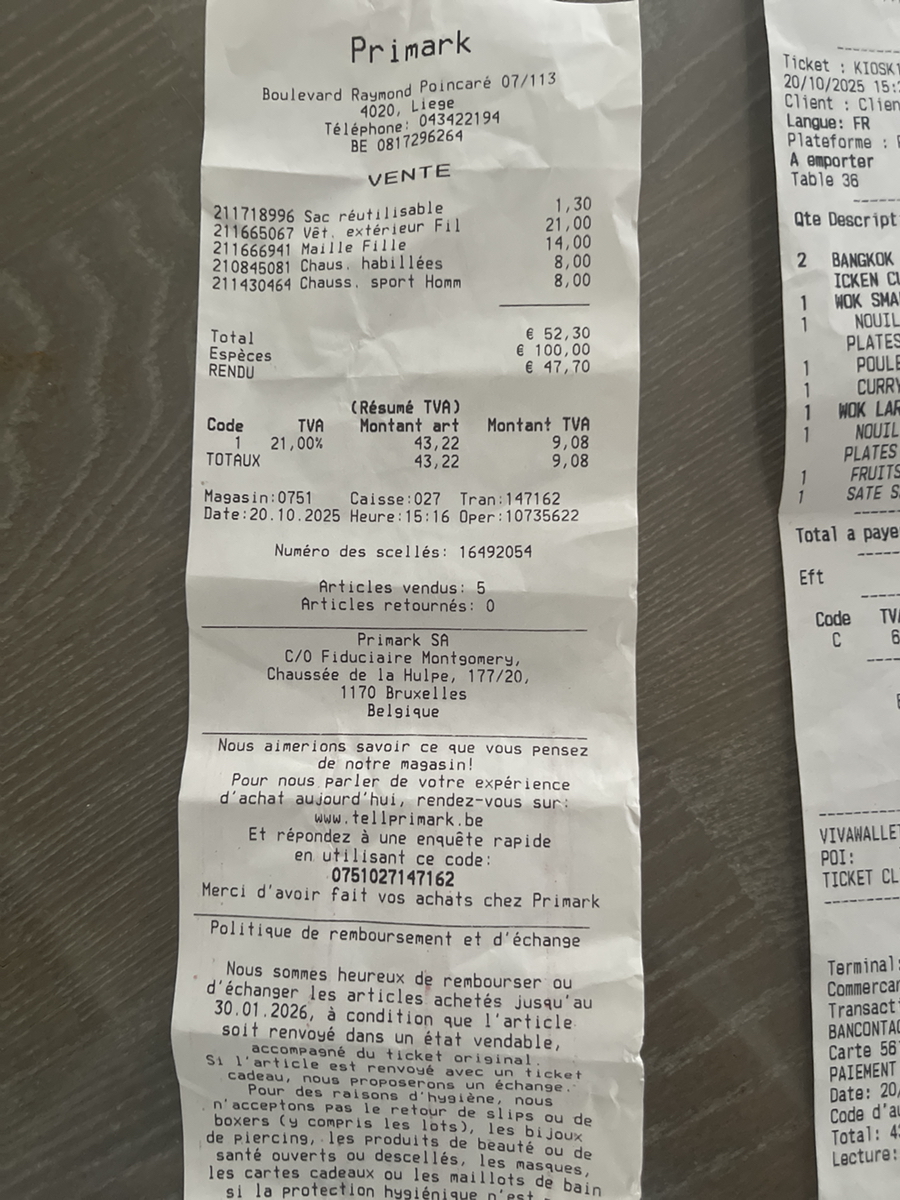 Primark
Boulevard Raymond Poincaré 07/113
4020, Liege
Téléphone: 043422194
BE 0817296264
VENTE
211718996 Sac réutilisable 1,30
211665067 Vêt. extérieur Fil 21,00
211666941 Maille Fille 14,00
210845081 Chaus. habillées 8,00
211430464 Chauss. sport Homm 8,00
Total € 52,30
Espèces € 100,00
RENDU € 47,70
(Résumé TVA)
Code TVA Montant art Montant TVA
1 21,00% 43,22 9,08
TOTAUX 43,22 9,08
Magasin:0751 Caisse:027 Tran:147162
Date:20.10.2025 Heure:15:16 Oper:10735622
Numéro des scellés: 16492054
Articles vendus: 5
Articles retournés: 0
Primark SA
C/O Fiduciaire Montgomery,
Chaussée de la Hulpe, 177/20,
1170 Bruxelles
Belgique
Nous aimerions savoir ce que vous pensez
de notre magasin!
Pour nous parler de votre expérience
d'achat aujourd'hui, rendez-vous sur:
www.tellprimark.be
Et répondez à une enquête rapide
en utilisant ce code:
0751027147162
Merci d'avoir fait vos achats chez Primark
Politique de remboursement et d'échange
Nous sommes heureux de rembourser ou
d'échanger les articles achetés jusqu'au
30.01.2026, à condition que l'article
soit renvoyé dans un état vendable,
accompagné du ticket original.
Si l'article est renvoyé avec un ticket
cadeau, nous proposerons un échange.
Pour des raisons d'hygiène, nous
n'acceptons pas le retour de slips ou de
boxers (y compris les lots), les bijoux
de piercing, les produits de beauté ou de
santé ouverts ou descellés, les masques,
les cartes cadeaux ou les maillots de bain
si la protection hygiénique n'est
Ticket : KIOSK1
20/10/2025 15:
Client : Clien
Langue: FR
Plateforme :
A emporter
Table 36
Qte Descript
2 BANGKOK
ICKEN CU
1 WOK SMA
1 NOUIL
PLATES
1 POULE
1 CURRY
1 WOK LAR
1 NOUIL
PLATES
1 FRUITS
1 SATE S
Total a paye
Eft
Code TVA
C 6
VIVAWALLET
POI:
TICKET CL
Terminal:
Commercan
Transact
BANCONTAC
Carte 56
PAIEMENT
Date: 20/
Code d'au
Total: 4
Lecture: